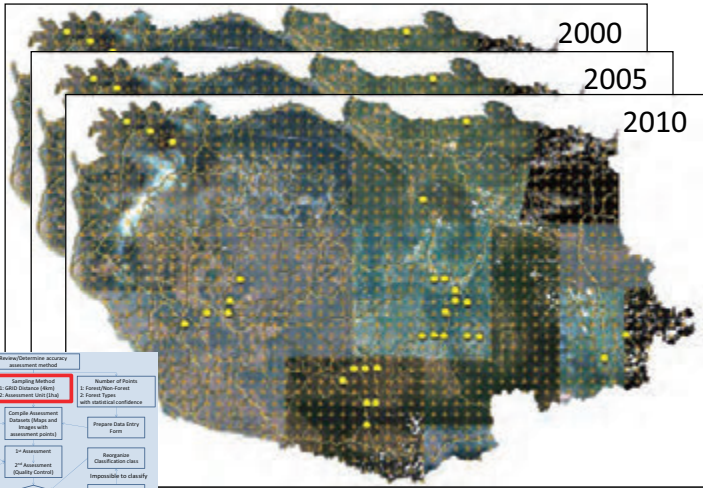 2000
2005
2010
Review/Determine accuracy
assessment method
Sampling Method
1: GRID Distance (4km)
2: Assessment Unit (1ha)
Number of Points
1: Forest/Non-Forest
2: Forest Types
with statistical confidence
Compile Assessment
Datasets (Maps and
Images with
assessment points)
Prepare Data Entry
Form
1st Assessment
2nd Assessment
(Quality Control)
Reorganize
Classification class
Impossible to classify